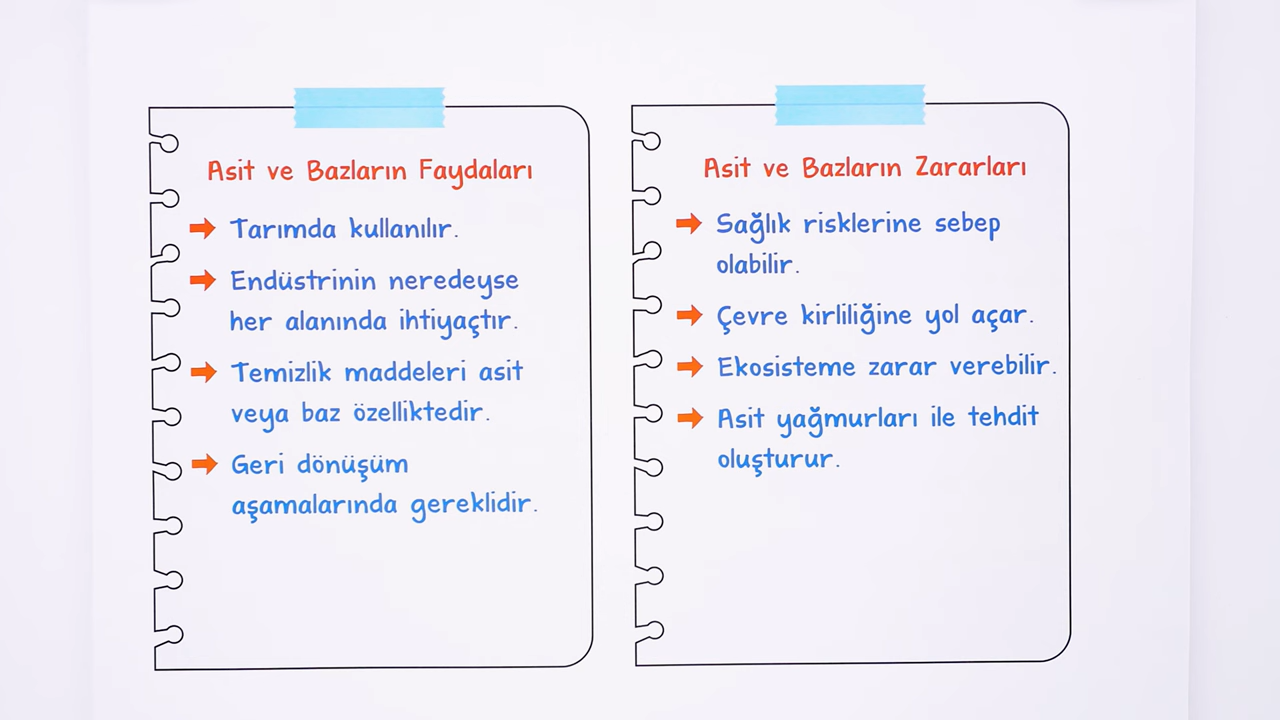 Asit ve Bazların Faydaları
Tarımda kullanılır.
Endüstrinin neredeyse
her alanında ihtiyaçtır.
Temizlik maddeleri asit
veya baz özelliktedir.
Geri dönüşüm
aşamalarında gereklidir.
Asit ve Bazların Zararları
Sağlık risklerine sebep
olabilir.
Çevre kirliliğine yol açar.
Ekosisteme zarar verebilir.
Asit yağmurları ile tehdit
oluşturur.